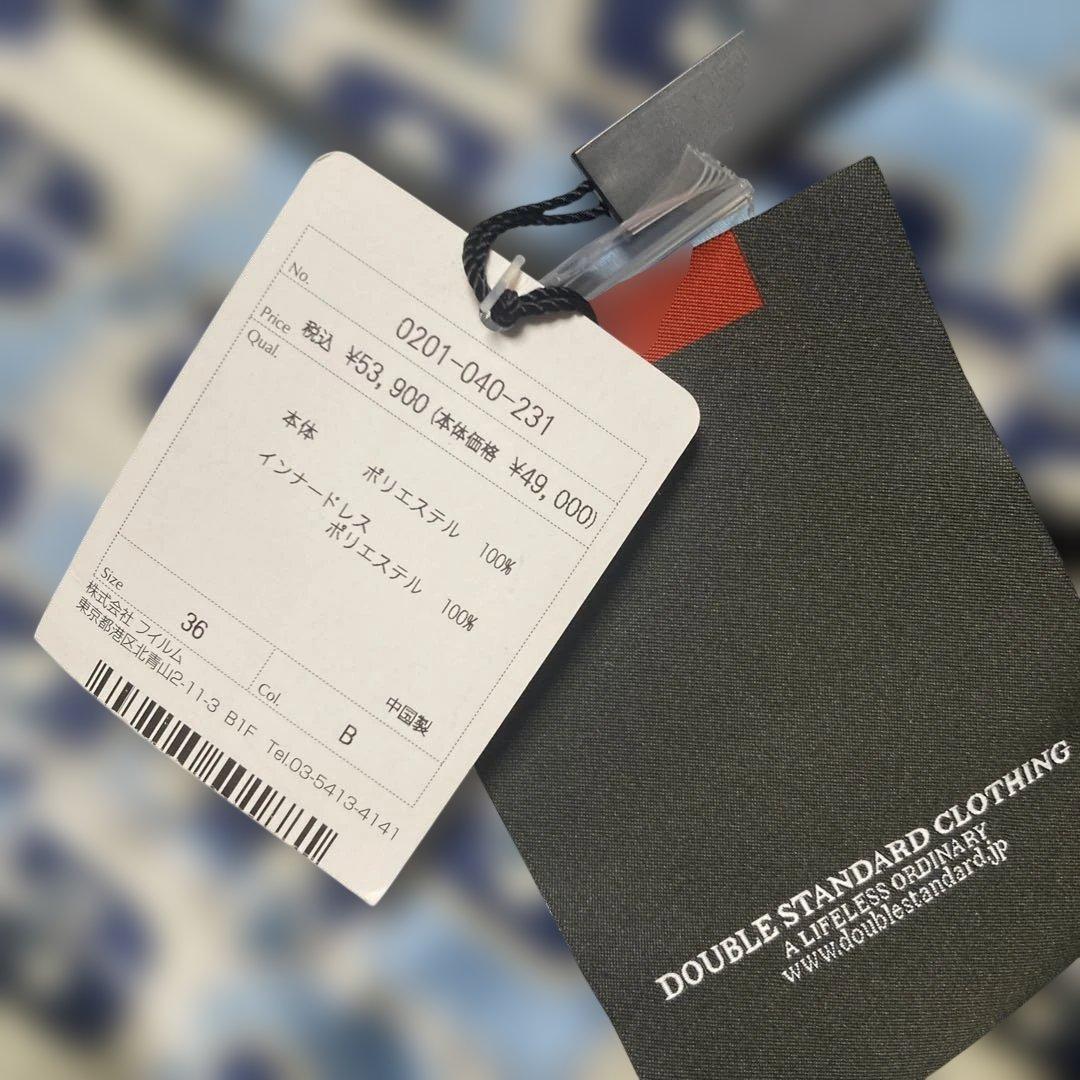 No.
0201-040-231
Price 税込 ¥53,900(本体価格 ¥49,000)
Qual.
本体
ポリエステル 100%
インナードレス
ポリエステル 100%
Size
36
Col.
B
中国製
株式会社 フイルム
東京都港区北青山2-11-3 B1F Tel.03-5413-4141
DOUBLE STANDARD CLOTHING
A LIFELESS ORDINARY
www.doublestandard.jp